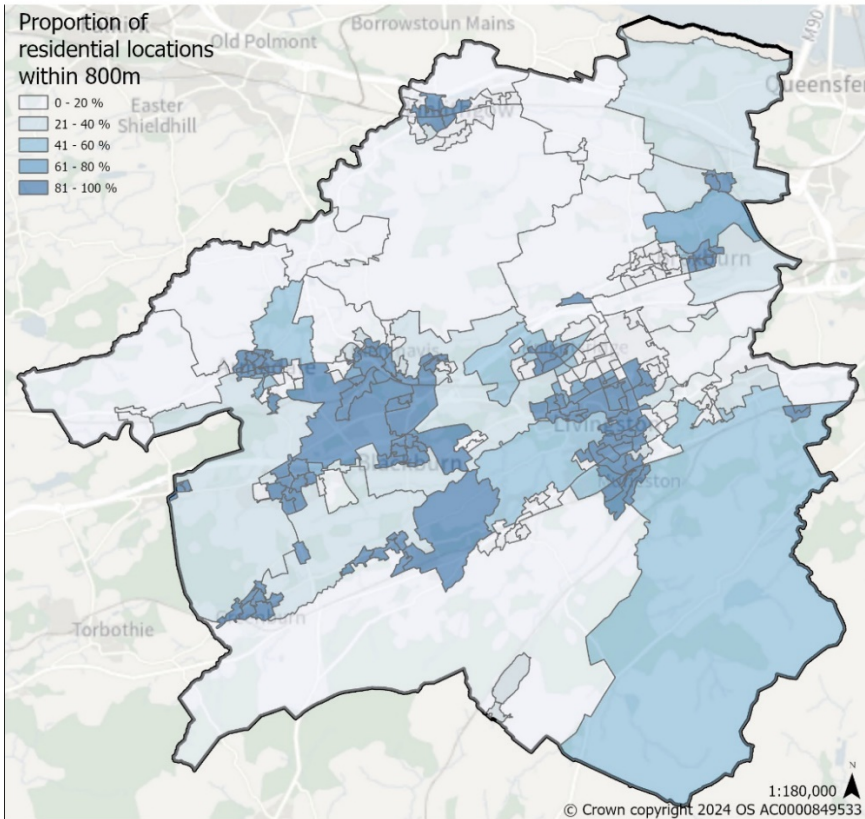 Proportion of
residential locations
within 800m
0 - 20 %
21 - 40 %
41 - 60 %
61 - 80 %
81 - 100 %
Borrowstoun Mains
Old Polmont
M90
Easter
Shieldhill
Livingston
Blackburn
Torbothie
N
1:180,000
© Crown copyright 2024 OS AC0000849533